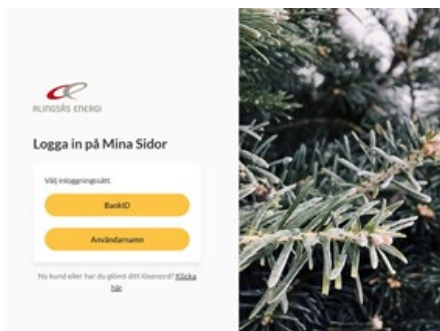 ALINGSÅS ENERGI
Logga in på Mina Sidor
Välj inloggningssätt.
BankID
Användarnamn
Ny kund eller har du glömt ditt lösenord? Klicka
här.